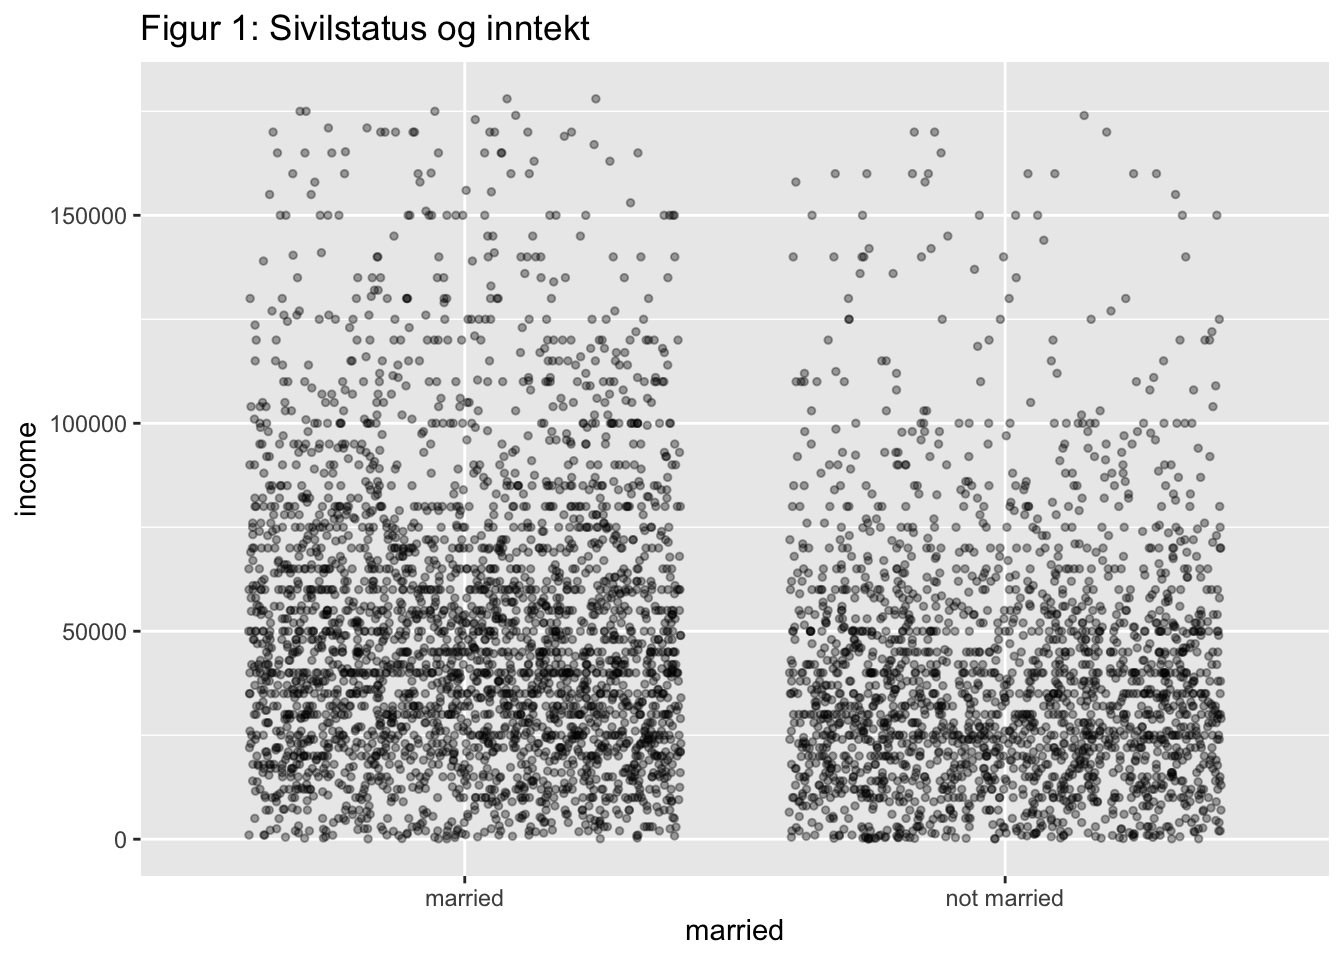 Figur 1: Sivilstatus og inntekt
income
150000
100000
50000
0
married
not married
married